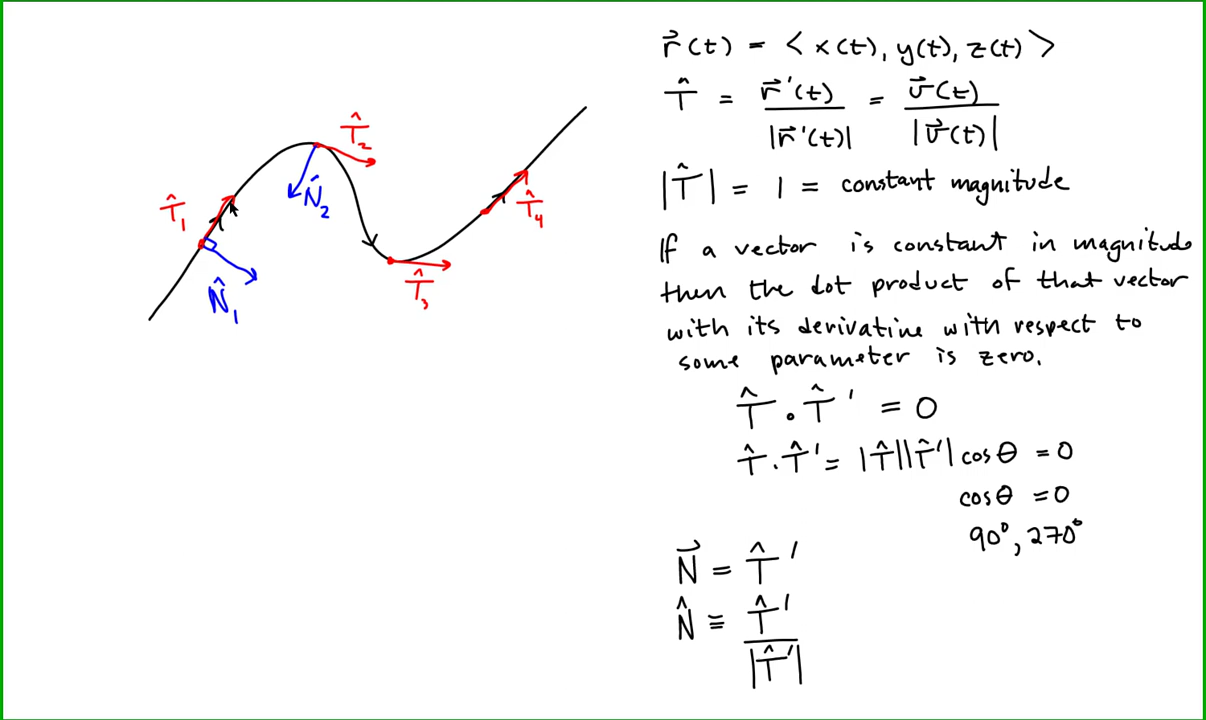 r⃗(t) = < x(t), y(t), z(t) >
T̂ = r⃗'(t) / |r⃗'(t)| = v⃗(t) / |v⃗(t)|
|T̂| = 1 = constant magnitude
If a vector is constant in magnitude
then the dot product of that vector
with its derivative with respect to
some parameter is zero.
T̂ . T̂' = 0
T̂ . T̂' = |T̂||T̂'| cos θ = 0
cos θ = 0
90°, 270°
N⃗ = T̂'
N̂ ≡ T̂' / |T̂'|
T̂₁
N̂₁
T̂₂
N̂₂
T̂₃
T̂₄